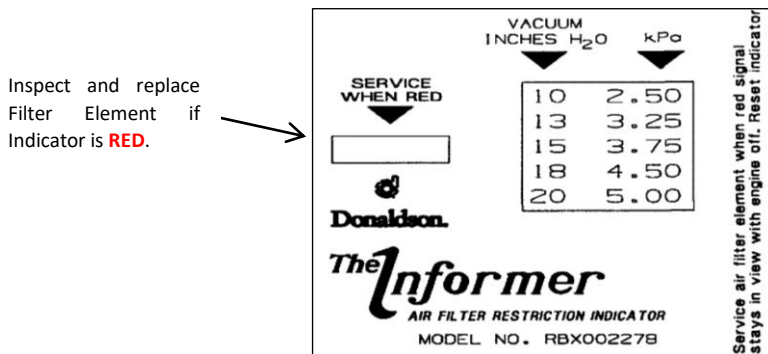 Inspect and replace
Filter Element if
Indicator is RED.
VACUUM
INCHES H2O kPa
SERVICE
WHEN RED
10 2.50
13 3.25
15 3.75
18 4.50
20 5.00
Donaldson.
The Informer
AIR FILTER RESTRICTION INDICATOR
MODEL NO. RBX002278
Service air filter element when red signal
stays in view with engine off. Reset indicator